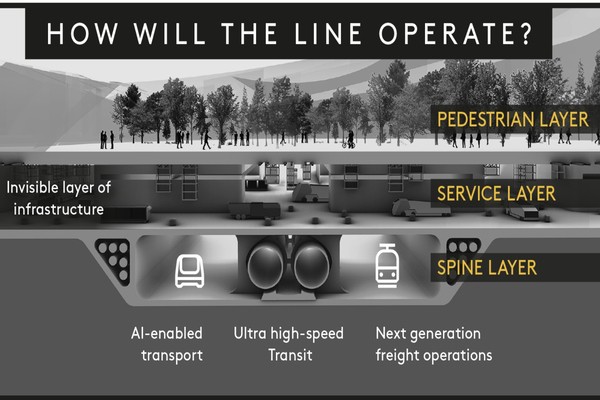 HOW WILL THE LINE OPERATE?
PEDESTRIAN LAYER
Invisible layer of
infrastructure
SERVICE LAYER
SPINE LAYER
AI-enabled
transport
Ultra high-speed
Transit
Next generation
freight operations